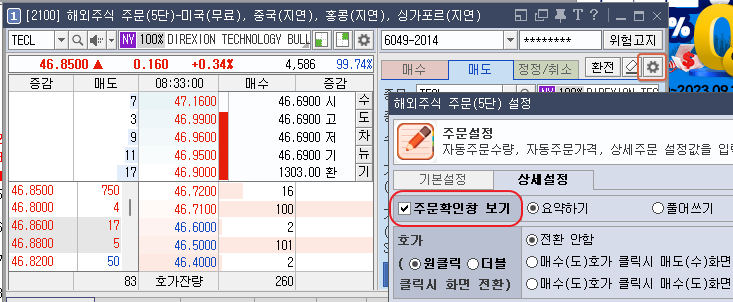 1 [2100] 해외주식 주문(5단)-미국(무료), 중국(지연), 홍콩(지연), 싱가포르(지연)
TECL NY 100% DIREXION TECHNOLOGY BULL
6049-2014 ******** 위험고지
46.8500 ▲ 0.160 +0.34% 4,586 99.74%
매수 매도 정정/취소 환전
증감 매도 08:33:00 매수 증감
7 47.1600 46.6900 시 수
3 46.9900 46.6900 고 도
9 46.9800 46.6900 저 차
11 46.9500 46.6900 기 뉴
17 46.9000 1303.00 환 기
46.8500 750 46.7200 16
46.8000 4 46.7100 100
46.8600 17 46.6000 2
46.8800 5 46.5000 101
46.8200 50 46.4000 2
83 호가잔량 260
해외주식 주문(5단) 설정
주문설정
자동주문수량, 자동주문가격, 상세주문 설정값을 입
기본설정 상세설정
주문확인창 보기 요약하기 풀어쓰기
호가 전환 안함
( 원클릭 더블 매수(도)호가 클릭시 매도(수)화면
클릭시 화면 전환) 매수(도)호가 클릭시 매수(도)화면
-2023.09.